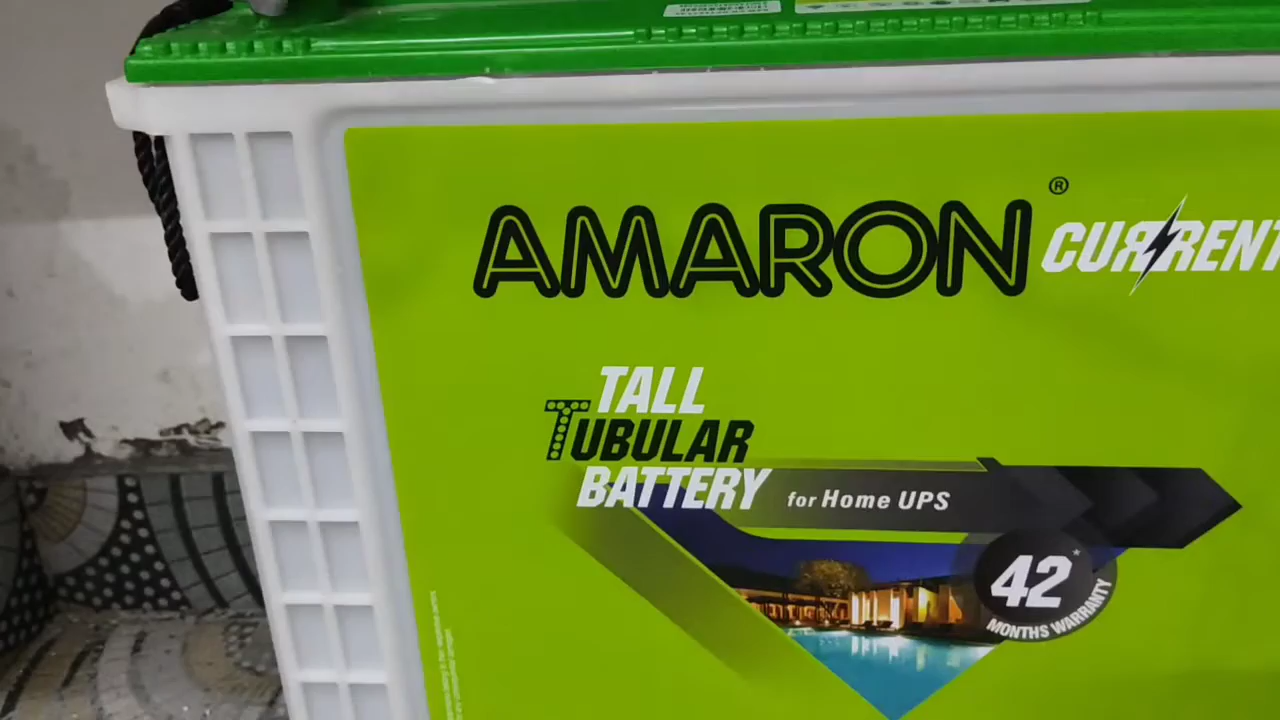 AMARON® CURRENT
TALL
TUBULAR
BATTERY for Home UPS
42*
MONTHS WARRANTY